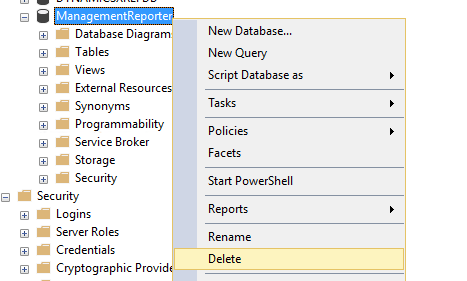 ManagementReporter
Database Diagrams
Tables
Views
External Resources
Synonyms
Programmability
Service Broker
Storage
Security
Security
Logins
Server Roles
Credentials
Cryptographic Provide
New Database...
New Query
Script Database as
Tasks
Policies
Facets
Start PowerShell
Reports
Rename
Delete